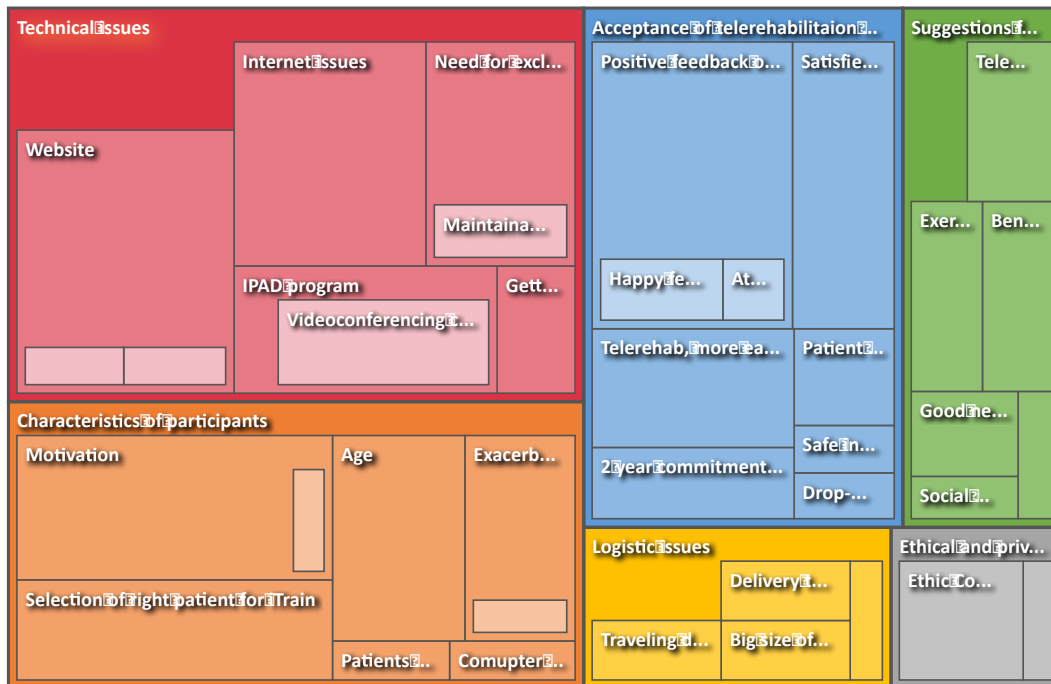 Technical issues
Internet issues
Need for excl...
Website
Maintaina...
IPAD program
Gett...
Videoconferencing c...
Acceptance of telerehabilitaion ..
Positive feedback o...
Satisfie...
Happy fe...
At...
Telerehab, more ea...
Patient ..
2 year commitment...
Safe in...
Drop-...
Suggestions f...
Tele...
Exer...
Ben...
Good ne...
Social ..
Characteristics of participants
Motivation
Age
Exacerb...
Selection of right patient for Train
Patients ..
Comupter ..
Logistic issues
Delivery t...
Traveling d...
Big size of...
Ethical and priv...
Ethic Co...